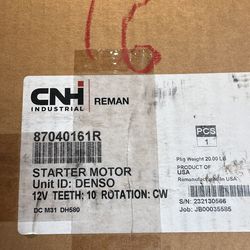 16
CNH
INDUSTRIAL
REMAN
87040161R
PCS
1
STARTER MOTOR
Unit ID: DENSO
12V TEETH: 10 ROTATION: CW
DC M31 DH580
Pkg Weight 20.00 Lb
PRODUCT OF
USA
Remanufactured in USA
S/N: 232130566
Job: JB00035585